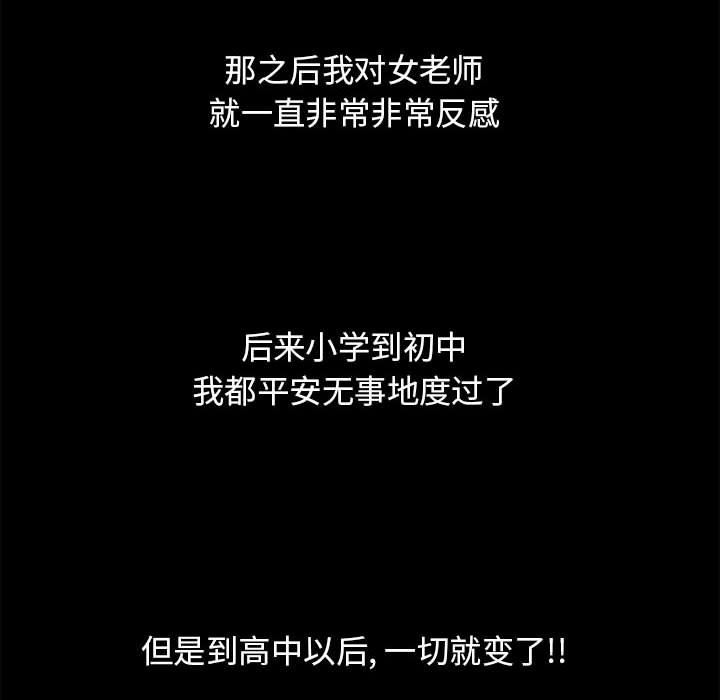 那之后我对女老师
就一直非常非常反感
后来小学到初中
我都平安无事地度过了
但是到高中以后, 一切就变了!!